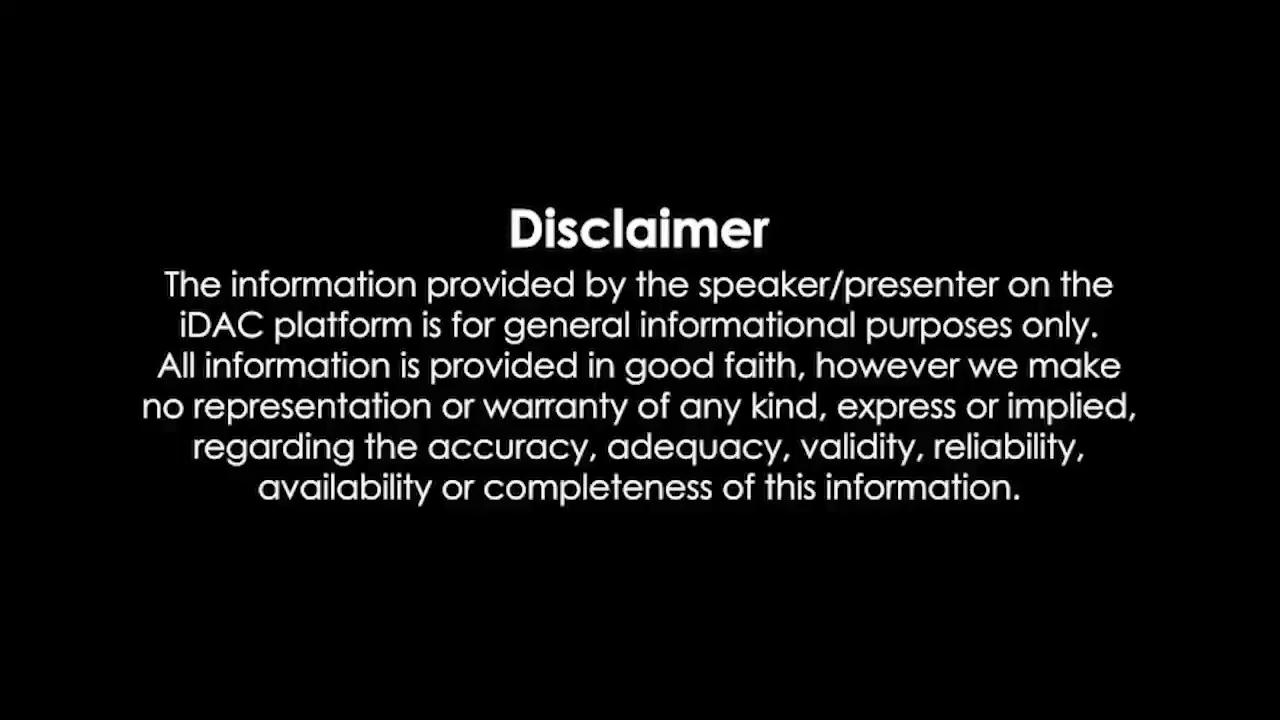 Disclaimer
The information provided by the speaker/presenter on the
iDAC platform is for general informational purposes only.
All information is provided in good faith, however we make
no representation or warranty of any kind, express or implied,
regarding the accuracy, adequacy, validity, reliability,
availability or completeness of this information.